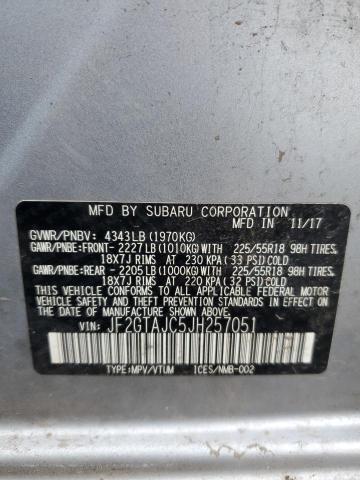 MFD. BY SUBARU CORPORATION
MFD. IN 11/17
GVWR/PNBV: 4343LB(1970KG)
GAWR/PNBE:FRONT- 2227LB(1010KG)WITH 225/55R18 98H TIRES,
18X7J RIMS AT 230 KPA(33 PSI)COLD
GAWR/PNBE:REAR - 2205LB(1000KG)WITH 225/55R18 98H TIRES,
18X7J RIMS AT 220 KPA(32 PSI)COLD
THIS VEHICLE CONFORMS TO ALL APPLICABLE
FEDERAL MOTOR VEHICLE SAFETY AND BUMPER
STANDARDS IN EFFECT ON THE DATE OF
MANUFACTURE SHOWN ABOVE.
VIN: JF2GTAJC5JH257051
TYPE:MPV/VTUM ICES/NMB-002